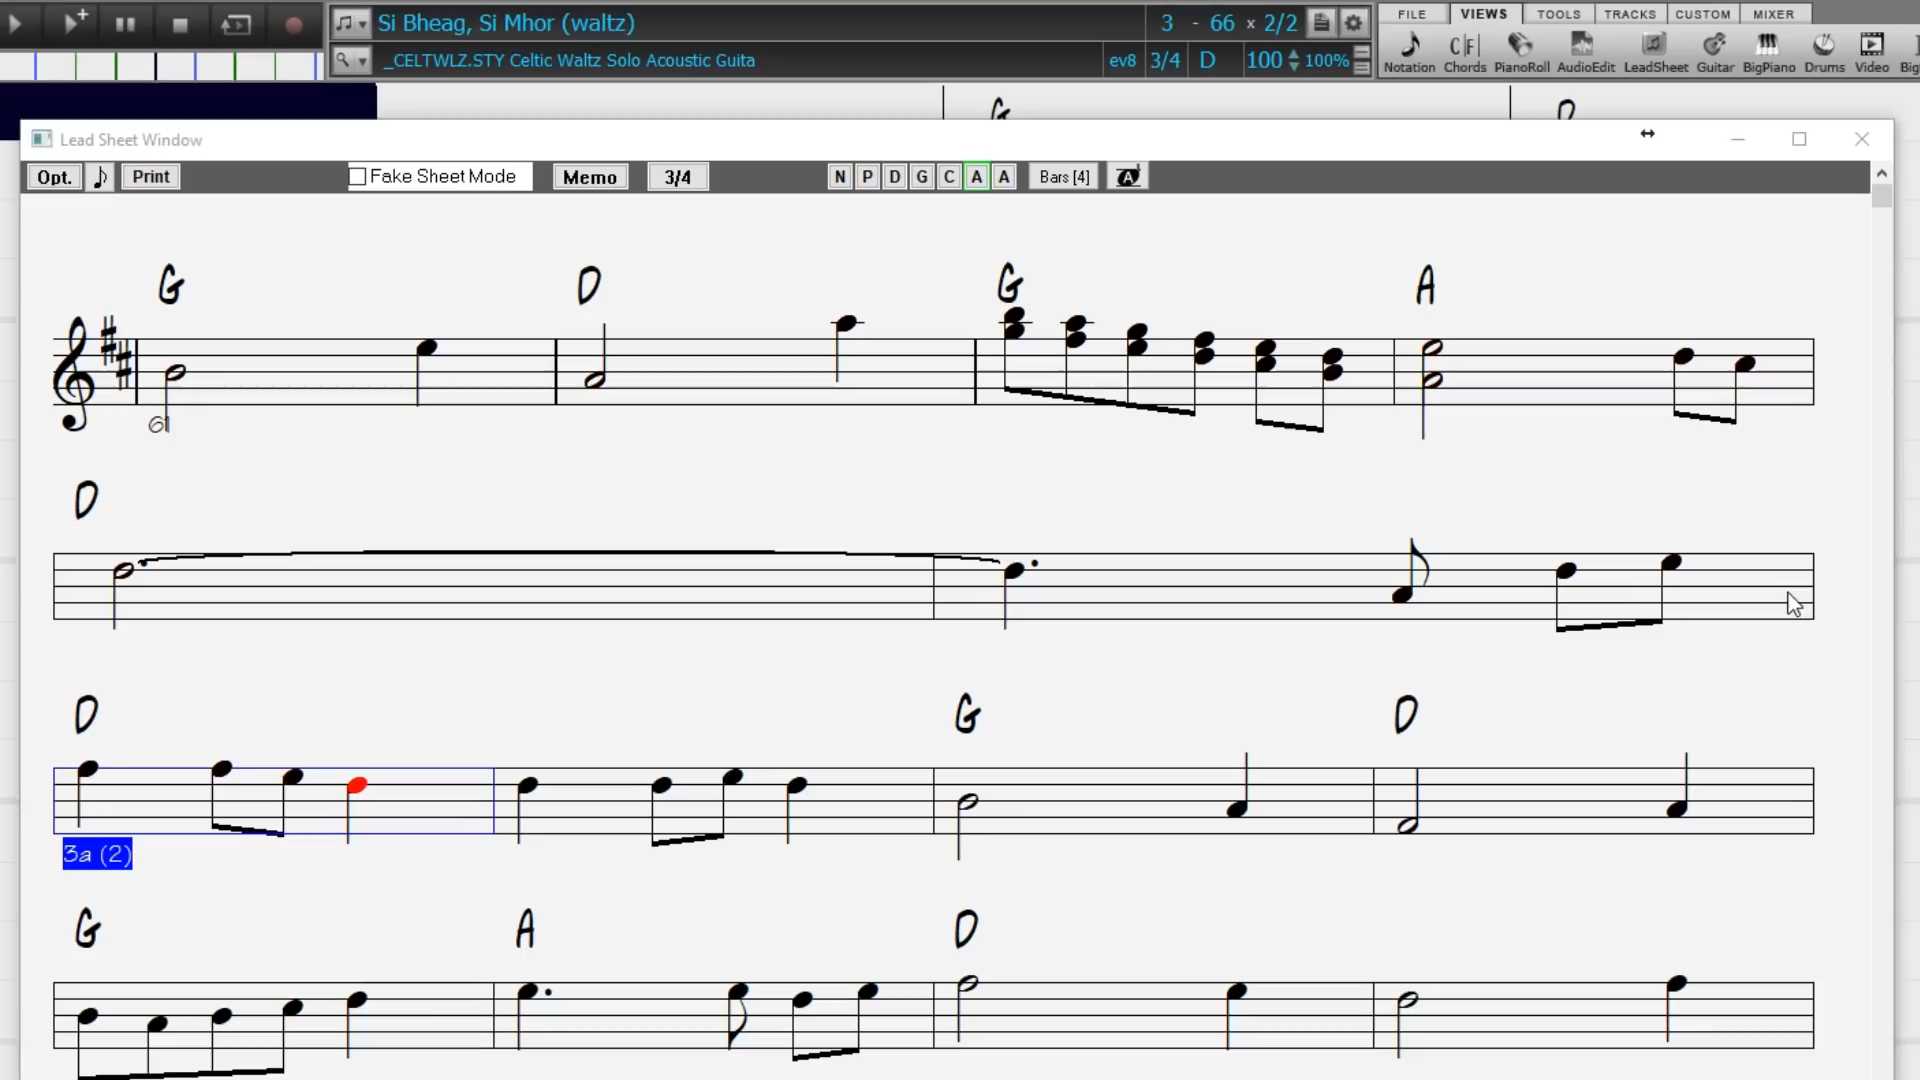 Si Bheag, Si Mhor (waltz)
3 - 66 x 2/2
FILE VIEWS TOOLS TRACKS CUSTOM MIXER
_CELTWLZ.STY Celtic Waltz Solo Acoustic Guita
ev8 3/4 D 100 100%
Notation Chords PianoRoll AudioEdit LeadSheet Guitar BigPiano Drums Video Big
C|F|
G D
Lead Sheet Window
Opt. Print Fake Sheet Mode Memo 3/4 N P D G C A A Bars [4] A
G D G A
61
D
D G D
3a (2)
G A D